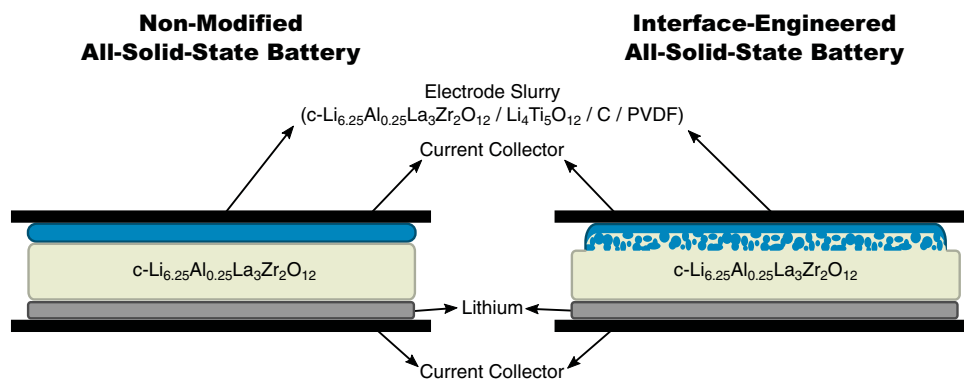 Non-Modified
All-Solid-State Battery
Interface-Engineered
All-Solid-State Battery
Electrode Slurry
(c-Li₆.₂₅Al₀.₂₅La₃Zr₂O₁₂ / Li₄Ti₅O₁₂ / C / PVDF)
Current Collector
c-Li₆.₂₅Al₀.₂₅La₃Zr₂O₁₂
c-Li₆.₂₅Al₀.₂₅La₃Zr₂O₁₂
Lithium
Current Collector